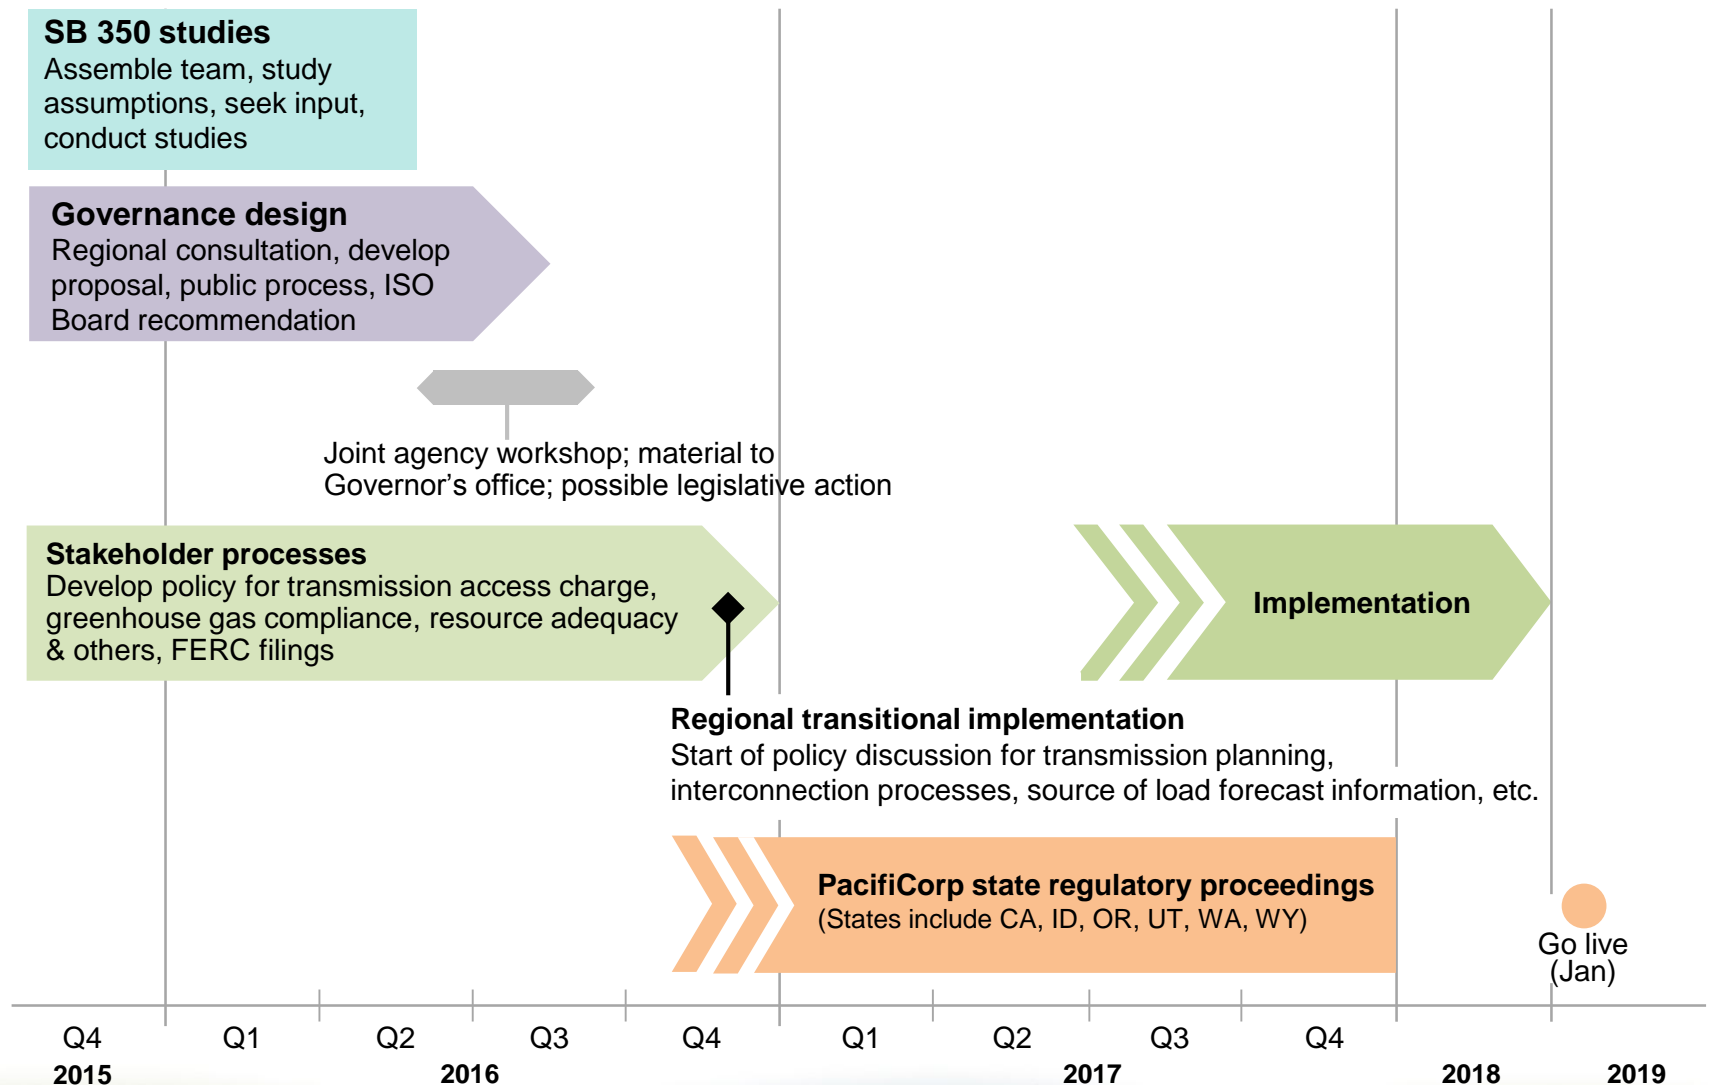 SB 350 studies
Assemble team, study
assumptions, seek input,
conduct studies
Governance design
Regional consultation, develop
proposal, public process, ISO
Board recommendation
Joint agency workshop; material to
Governor’s office; possible legislative action
Stakeholder processes
Develop policy for transmission access charge,
greenhouse gas compliance, resource adequacy
& others, FERC filings
Implementation
Regional transitional implementation
Start of policy discussion for transmission planning,
interconnection processes, source of load forecast information, etc.
PacifiCorp state regulatory proceedings
(States include CA, ID, OR, UT, WA, WY)
Go live
(Jan)
Q4 Q1 Q2 Q3 Q4 Q1 Q2 Q3 Q4
2015 2016 2017 2018 2019